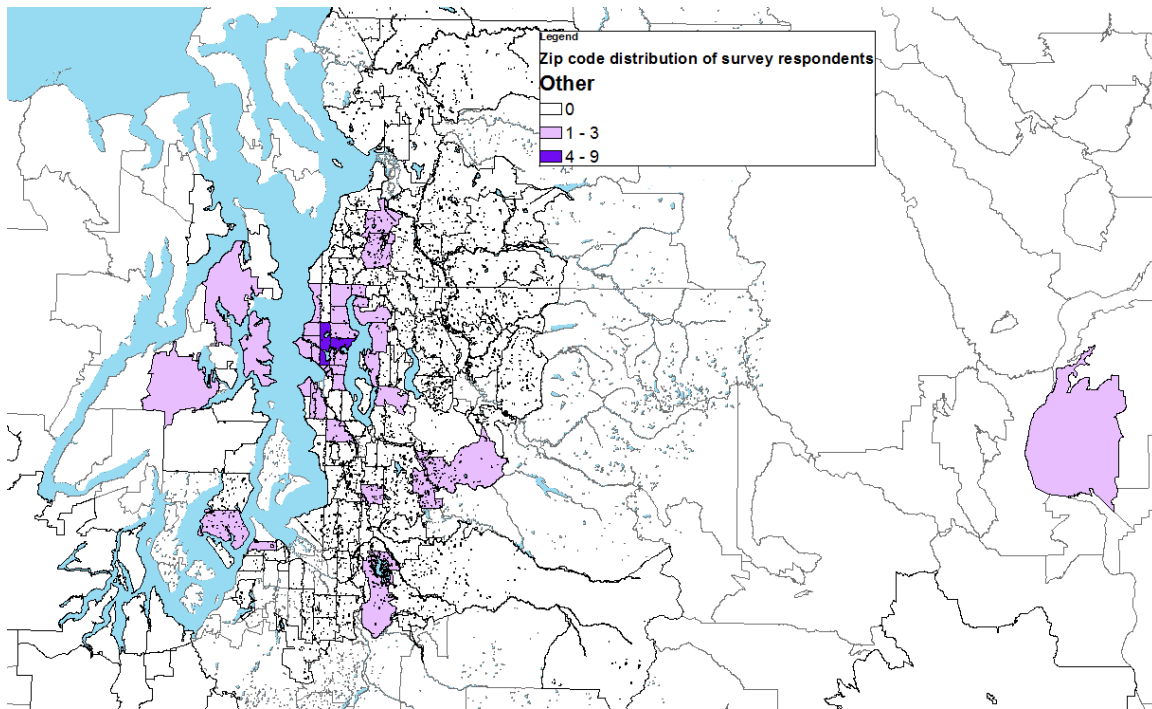 Legend
Zip code distribution of survey respondents
Other
0
1 - 3
4 - 9